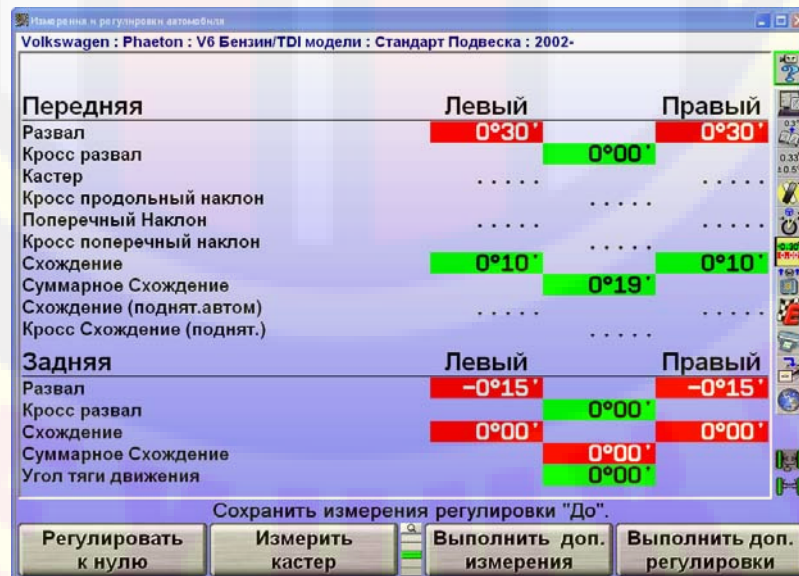 Измерения и регулировки автомобиля
Volkswagen : Phaeton : V6 Бензин/TDI модели : Стандарт Подвеска : 2002-
Передняя Левый Правый
Развал 0°30' 0°30'
Кросс развал 0°00'
Кастер ..... .....
Кросс продольный наклон .....
Поперечный Наклон ..... .....
Кросс поперечный наклон .....
Схождение 0°10' 0°10'
Суммарное Схождение 0°19'
Схождение (поднят.автом) ..... .....
Кросс Схождение (поднят.) .....
Задняя Левый Правый
Развал -0°15' -0°15'
Кросс развал 0°00'
Схождение 0°00' 0°00'
Суммарное Схождение 0°00'
Угол тяги движения 0°00'
Сохранить измерения регулировки "До".
Регулировать к нулю
Измерить кастер
Выполнить доп. измерения
Выполнить доп. регулировки